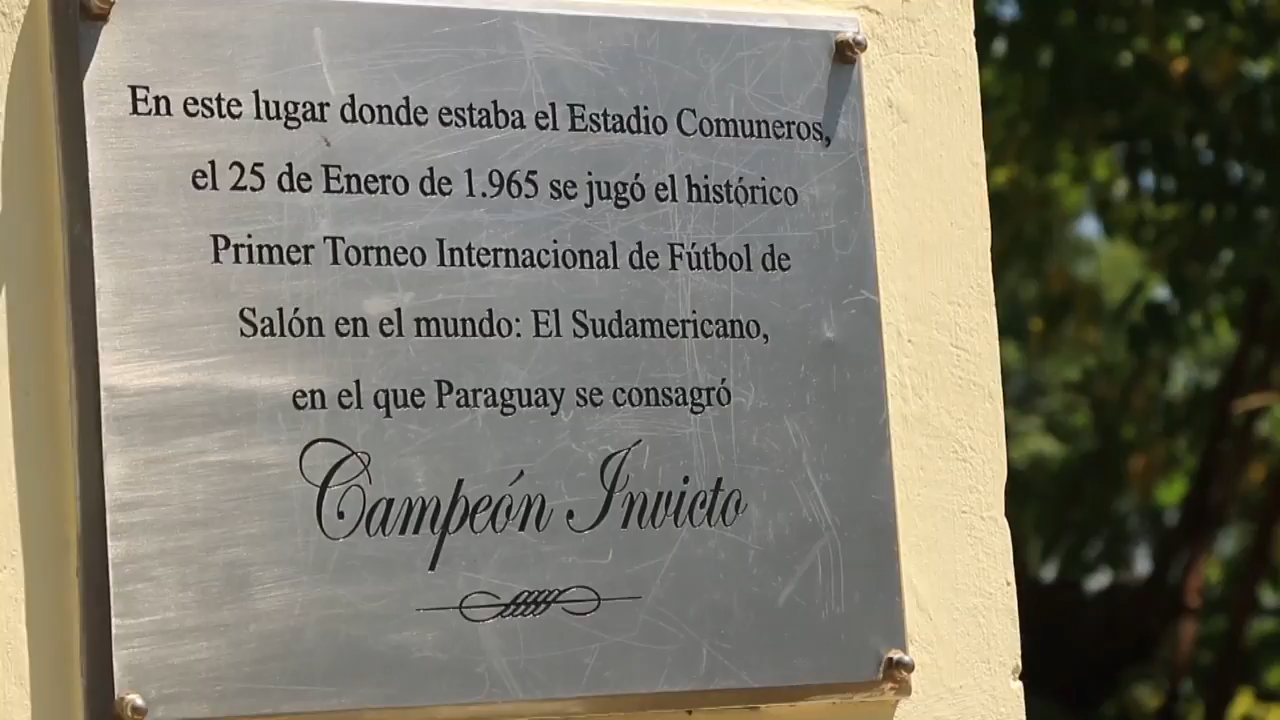 En este lugar donde estaba el Estadio Comuneros,
el 25 de Enero de 1.965 se jugó el histórico
Primer Torneo Internacional de Fútbol de
Salón en el mundo: El Sudamericano,
en el que Paraguay se consagró
Campeón Invicto